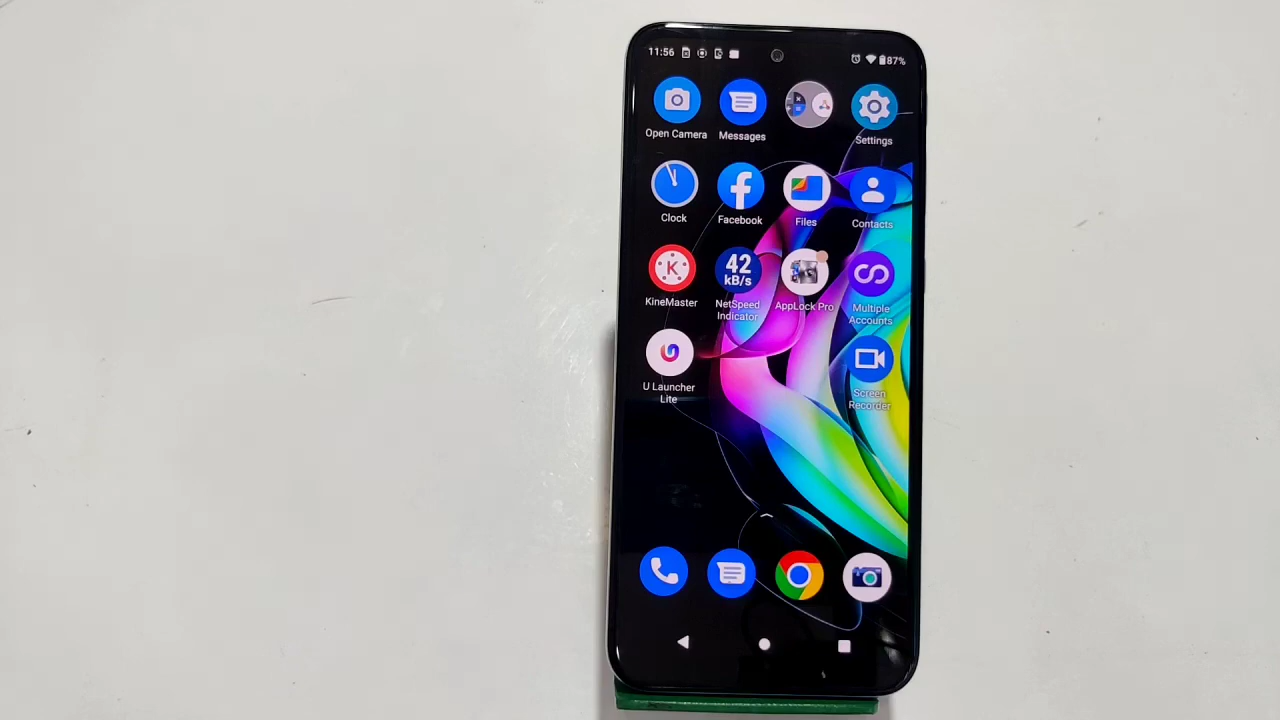 11:56 87%
Open Camera
Messages
Settings
Clock
Facebook
Files
Contacts
KineMaster
42
kB/s
NetSpeed
Indicator
AppLock Pro
Multiple
Accounts
U Launcher
Lite
Screen
Recorder